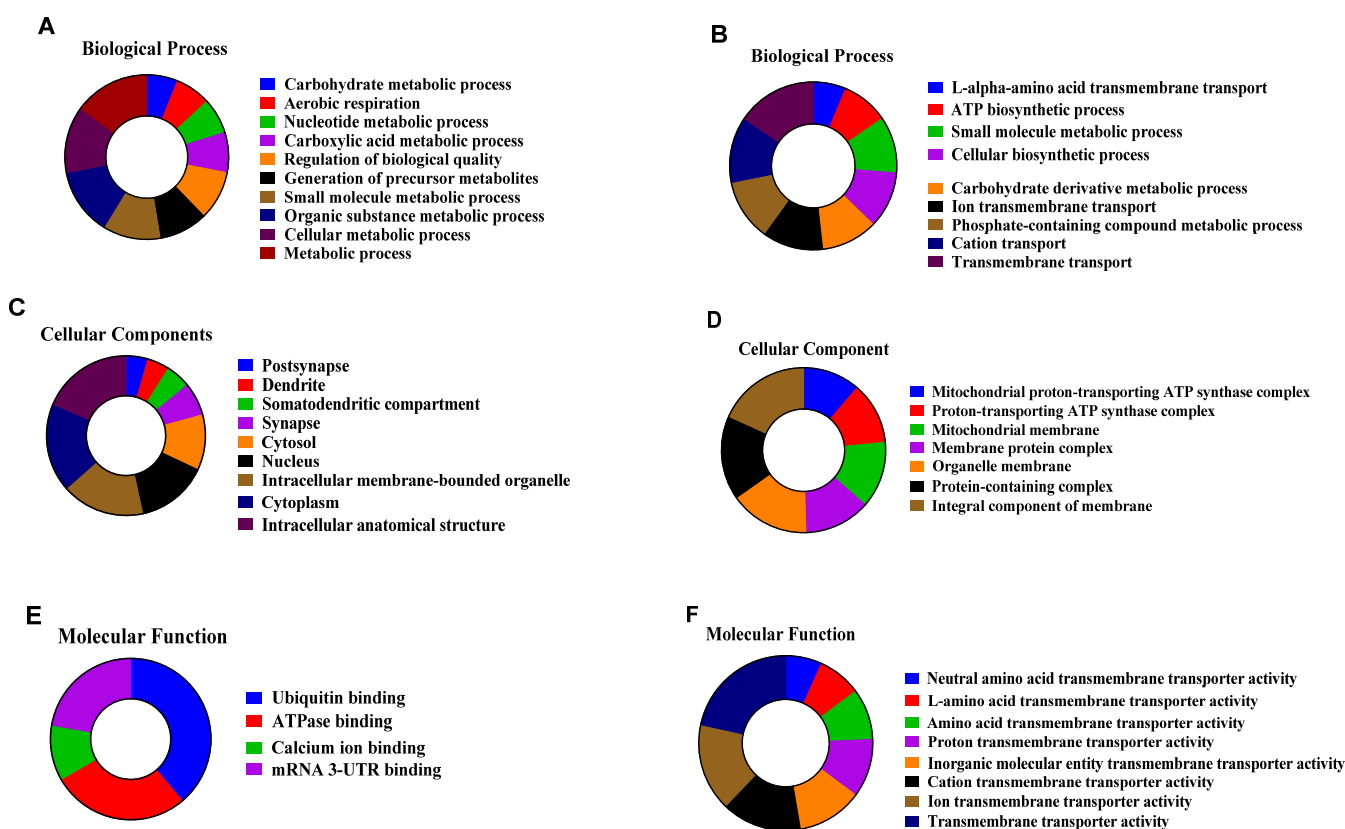 A
Biological Process
Carbohydrate metabolic process
Aerobic respiration
Nucleotide metabolic process
Carboxylic acid metabolic process
Regulation of biological quality
Generation of precursor metabolites
Small molecule metabolic process
Organic substance metabolic process
Cellular metabolic process
Metabolic process
B
Biological Process
L-alpha-amino acid transmembrane transport
ATP biosynthetic process
Small molecule metabolic process
Cellular biosynthetic process
Carbohydrate derivative metabolic process
Ion transmembrane transport
Phosphate-containing compound metabolic process
Cation transport
Transmembrane transport
C
Cellular Components
Postsynapse
Dendrite
Somatodendritic compartment
Synapse
Cytosol
Nucleus
Intracellular membrane-bounded organelle
Cytoplasm
Intracellular anatomical structure
D
Cellular Component
Mitochondrial proton-transporting ATP synthase complex
Proton-transporting ATP synthase complex
Mitochondrial membrane
Membrane protein complex
Organelle membrane
Protein-containing complex
Integral component of membrane
E
Molecular Function
Ubiquitin binding
ATPase binding
Calcium ion binding
mRNA 3-UTR binding
F
Molecular Function
Neutral amino acid transmembrane transporter activity
L-amino acid transmembrane transporter activity
Amino acid transmembrane transporter activity
Proton transmembrane transporter activity
Inorganic molecular entity transmembrane transporter activity
Cation transmembrane transporter activity
Ion transmembrane transporter activity
Transmembrane transporter activity